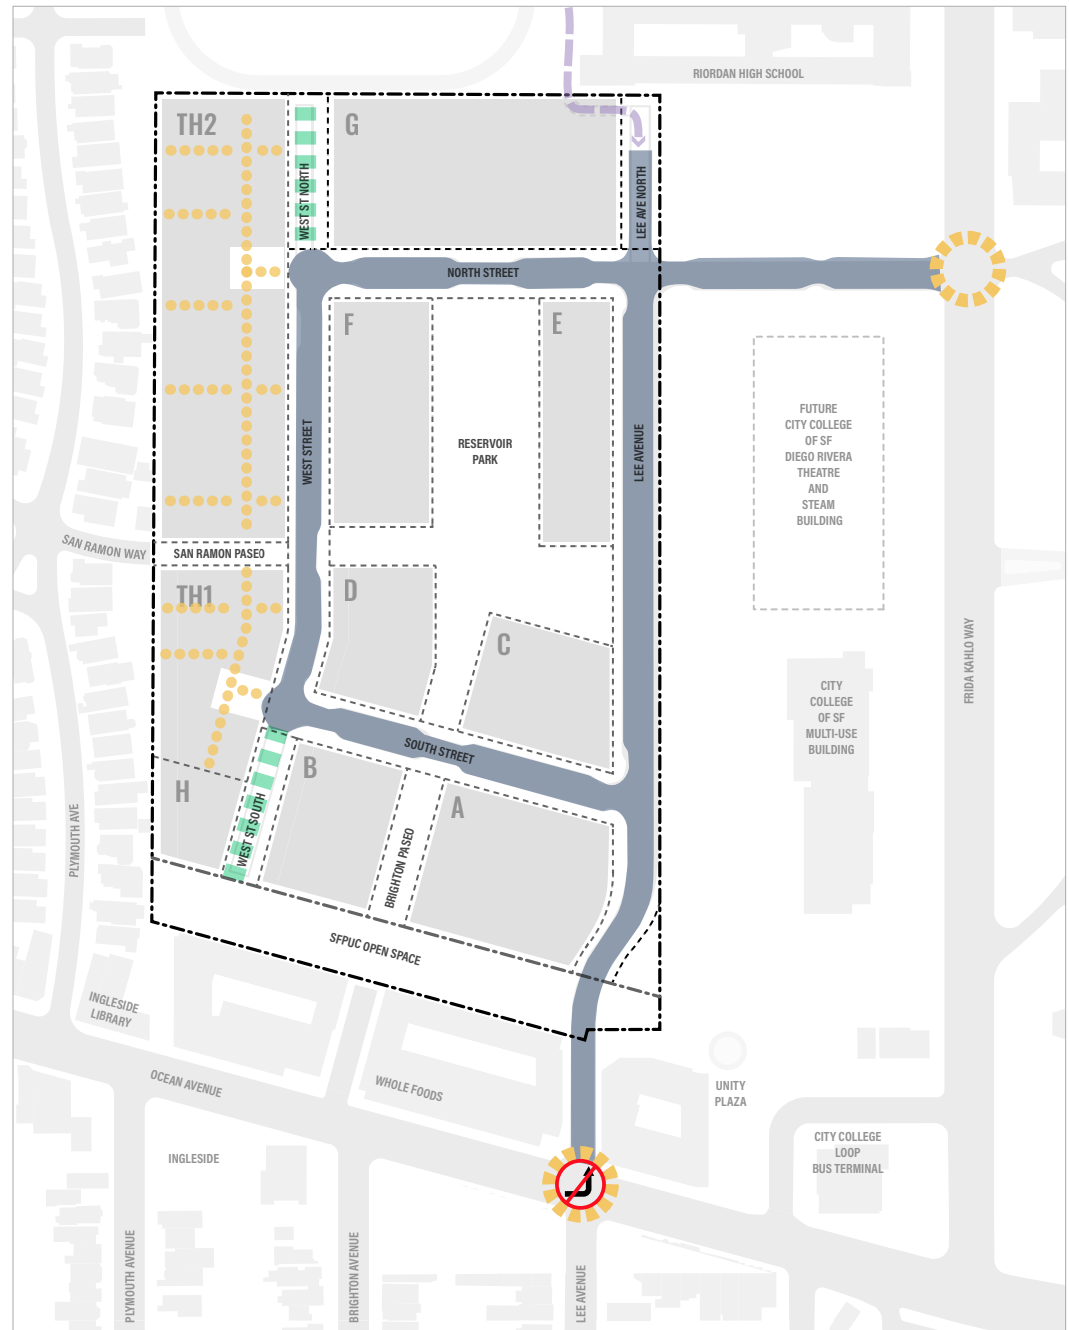 RIORDAN HIGH SCHOOL
TH2
G
WEST ST NORTH
LEE AVE NORTH
NORTH STREET
F
E
WEST STREET
RESERVOIR
PARK
LEE AVENUE
FUTURE
CITY COLLEGE
OF SF
DIEGO RIVERA
THEATRE
AND
STEAM
BUILDING
SAN RAMON WAY
SAN RAMON PASEO
TH1
D
C
FRIDA KAHLO WAY
CITY
COLLEGE
OF SF
MULTI-USE
BUILDING
SOUTH STREET
H
B
A
PLYMOUTH AVE
WEST ST SOUTH
BRIGHTON PASEO
SFPUC OPEN SPACE
INGLESIDE
LIBRARY
OCEAN AVENUE
WHOLE FOODS
UNITY
PLAZA
INGLESIDE
CITY COLLEGE
LOOP
BUS TERMINAL
PLYMOUTH AVENUE
BRIGHTON AVENUE
LEE AVENUE